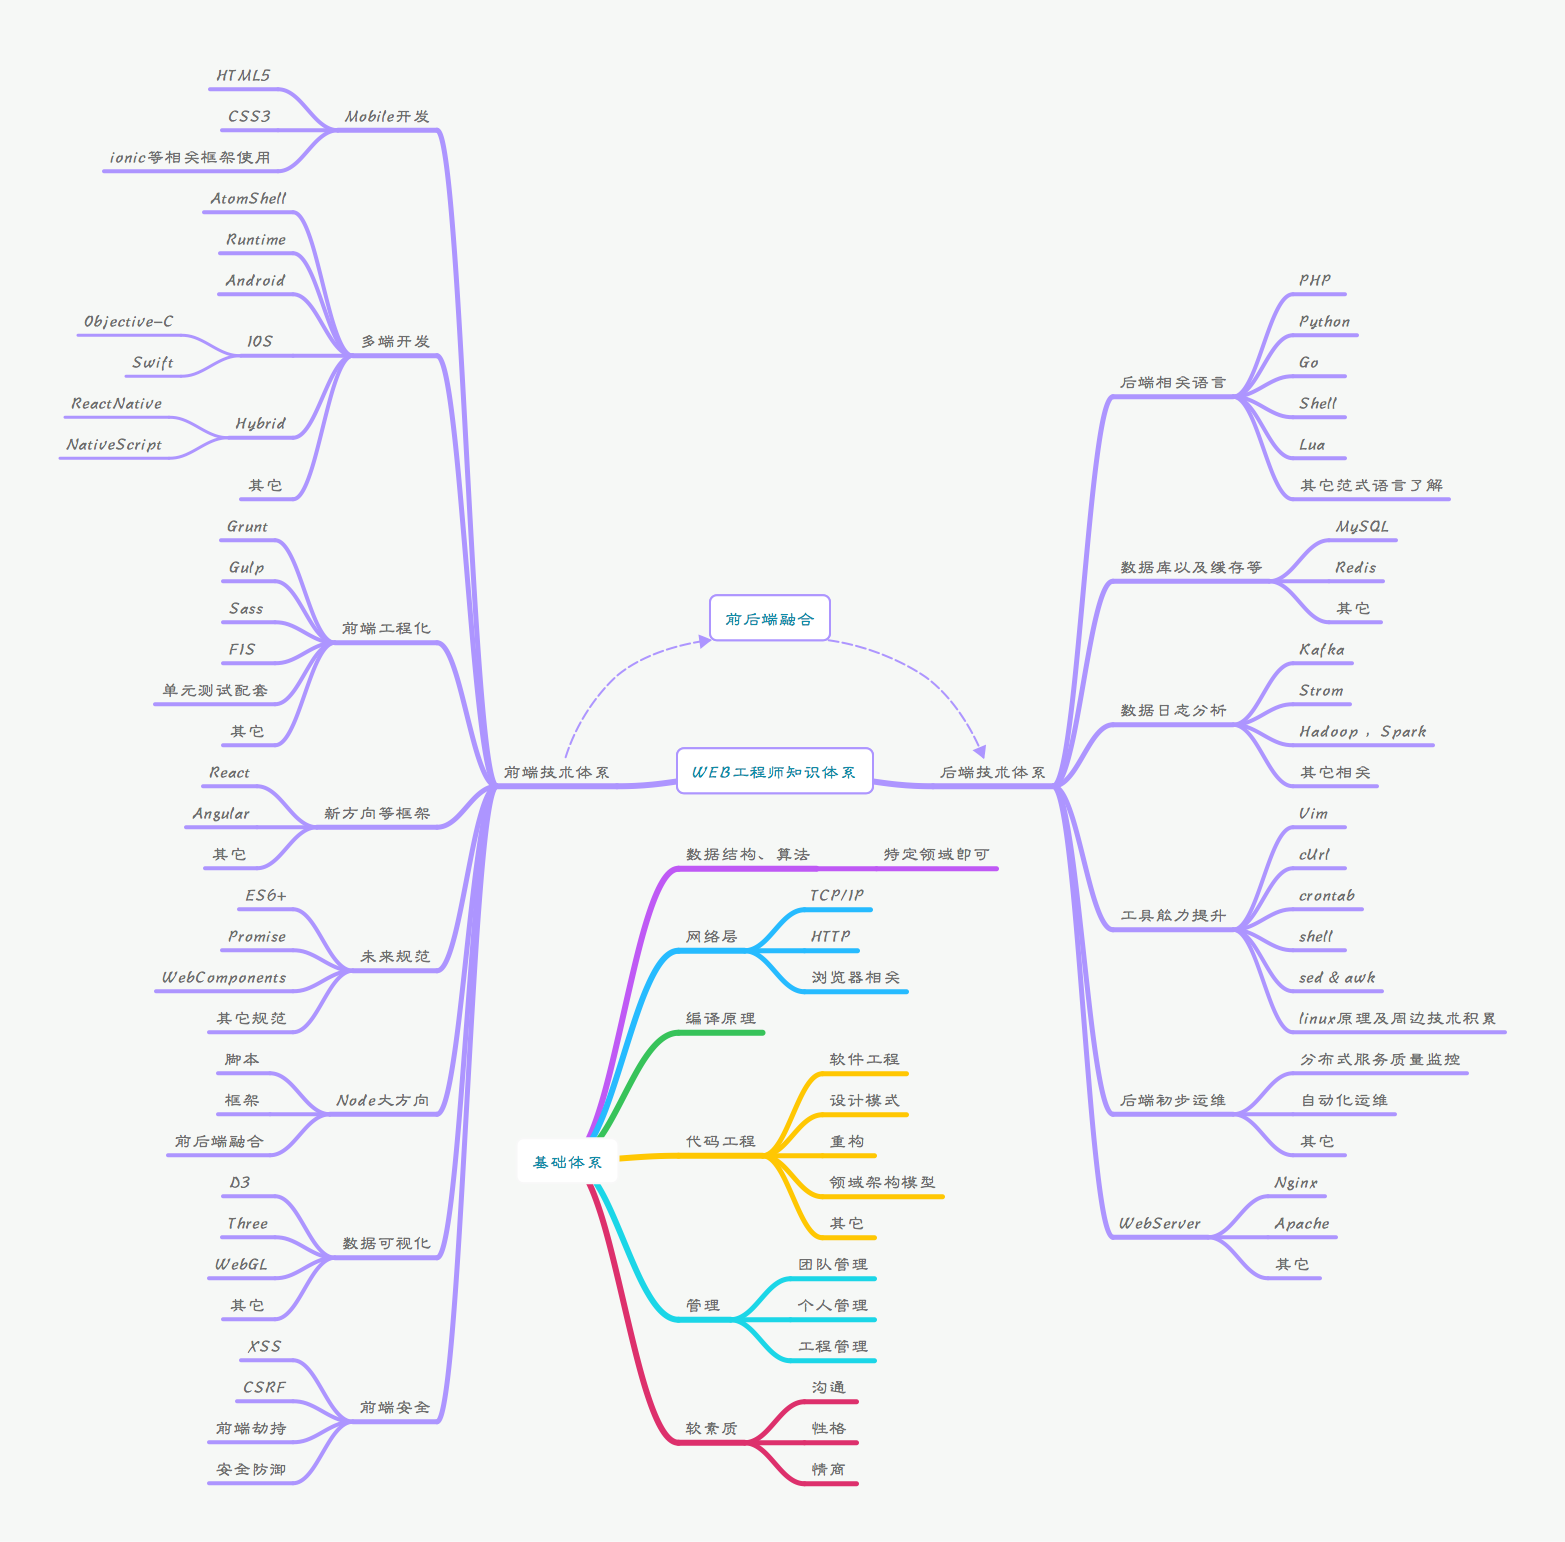 HTML5
CSS3
ionic等相关框架使用
Mobile开发
AtomShell
Runtime
Android
Objective-C
Swift
IOS
ReactNative
NativeScript
Hybrid
其它
多端开发
Grunt
Gulp
Sass
FIS
单元测试配套
其它
前端工程化
React
Angular
其它
新方向等框架
ES6+
Promise
WebComponents
其它规范
未来规范
脚本
框架
前后端融合
Node大方向
D3
Three
WebGL
其它
数据可视化
XSS
CSRF
前端劫持
安全防御
前端安全
前端技术体系
前后端融合
WEB工程师知识体系
后端技术体系
后端相关语言
PHP
Python
Go
Shell
Lua
其它范式语言了解
数据库以及缓存等
MySQL
Redis
其它
数据日志分析
Kafka
Strom
Hadoop , Spark
其它相关
工具能力提升
Vim
cUrl
crontab
shell
sed & awk
linux原理及周边技术积累
后端初步运维
分布式服务质量监控
自动化运维
其它
WebServer
Nginx
Apache
其它
基础体系
数据结构、算法
特定领域即可
网络层
TCP/IP
HTTP
浏览器相关
编译原理
代码工程
软件工程
设计模式
重构
领域架构模型
其它
管理
团队管理
个人管理
工程管理
软素质
沟通
性格
情商